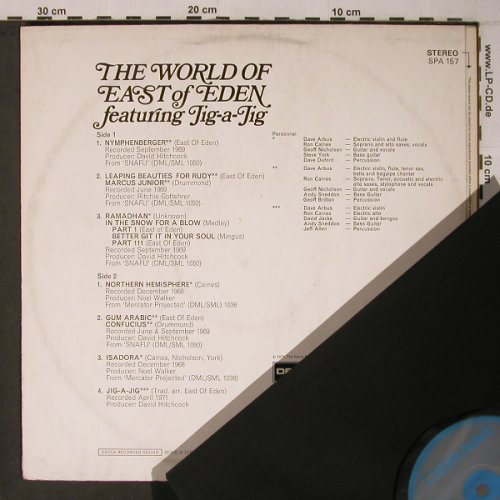 30 cm
20 cm
10 cm
www.LP-CD.de
10 cm
STEREO
SPA 157
THE WORLD OF
EAST of EDEN
featuring Jig-a-Jig
Side 1
1. NYMPHENBERGER** (East Of Eden)
Recorded September 1969
Producer: David Hitchcock
From 'SNAFU' (DML/SML 1050)
2. LEAPING BEAUTIES FOR RUDY** (East of Eden)
MARCUS JUNIOR** (Drummond)
Recorded June 1969
Producer: Ritchie Gottehrer
From 'SNAFU' (DML/SML 1050)
3. RAMADHAN* (Unknown)
IN THE SNOW FOR A BLOW (Medley)
PART 1 (East of Eden)
BETTER GIT IT IN YOUR SOUL (Mingus)
PART 111 (East of Eden)
Recorded September 1969
Producer: David Hitchcock
From 'SNAFU' (DML/SML 1050)
Side 2
1. NORTHERN HEMISPHERE* (Caines)
Recorded December 1968
Producer: Noel Walker
From 'Mercator Projected' (DML/SML) 1038
2. GUM ARABIC** (East Of Eden)
CONFUCIUS** (Drummond)
Recorded June & September 1969
Producer: David Hitchcock
From 'SNAFU' (DML/SML 1050)
3. ISADORA* (Caines, Nicholson, York)
Recorded December 1968
Producer: Noel Walker
From 'Mercator Projected' (DML/SML 1038)
4. JIG-A-JIG*** (Trad. arr. East Of Eden)
Recorded April 1971
Producer: David Hitchcock
Personnel
* Dave Arbus — Electric violin and flute
Ron Caines — Soprano and alto saxes, vocals
Geoff Nicholson — Guitar and vocals
Steve York — Bass guitar
Dave Dufont — Percussion
** Dave Arbus — Electric violin, flute, tenor sax,
bells and bagpipe chanter
Ron Caines — Soprano, Tenor, acoustic and electric
alto saxes, stylophone and vocals
Geoff Nicholson — Guitar and vocals
Andy Sneddon — Bass guitar
Geoff Britton — Percussion
*** Dave Arbus — Electric violin
Ron Caines — Electric alto
David Jacks — Guitar and bongos
Andy Sneddon — Bass Guitar
Jeff Allen — Percussion
DECCA RECORDED SOUND